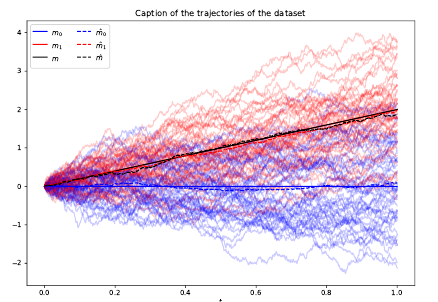 Caption of the trajectories of the dataset
m₀ m̂₀
m₁ m̂₁
m m̂
4
3
2
1
0
−1
−2
0.0 0.2 0.4 0.6 0.8 1.0
t